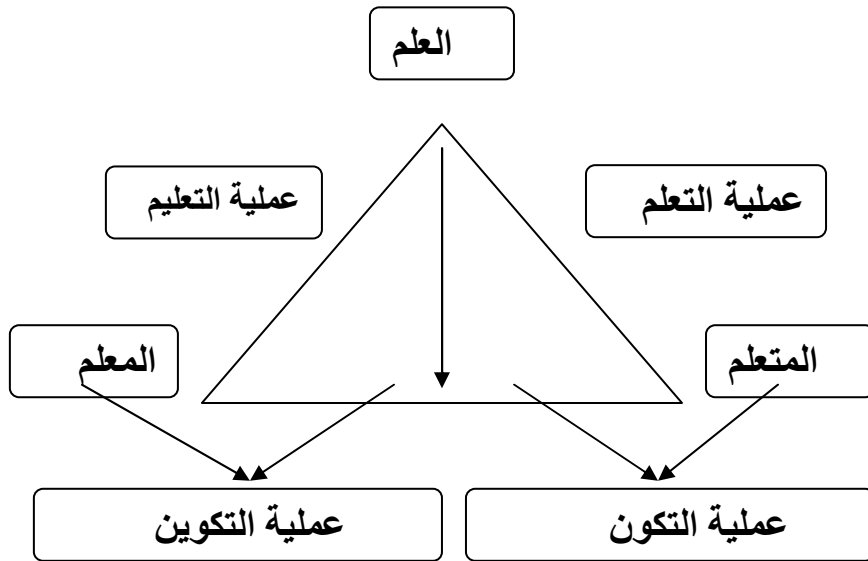 العلم
عملية التعلم
عملية التعليم
المتعلم
المعلم
عملية التكون
عملية التكوين